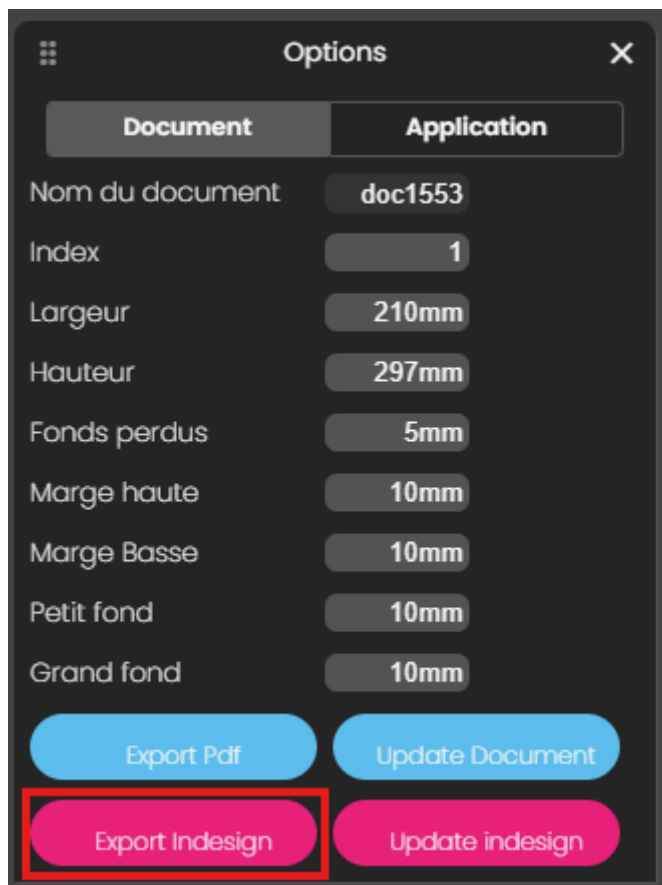 Options
Document Application
Nom du document doc1553
Index 1
Largeur 210mm
Hauteur 297mm
Fonds perdus 5mm
Marge haute 10mm
Marge Basse 10mm
Petit fond 10mm
Grand fond 10mm
Export Pdf Update Document
Export Indesign Update indesign